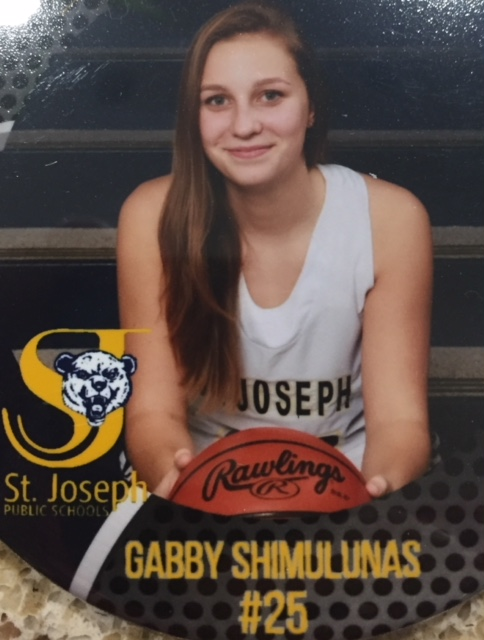 JOSEPH
Rawlings
R
St. Joseph
PUBLIC SCHOOLS
GABBY SHIMULUNAS
#25